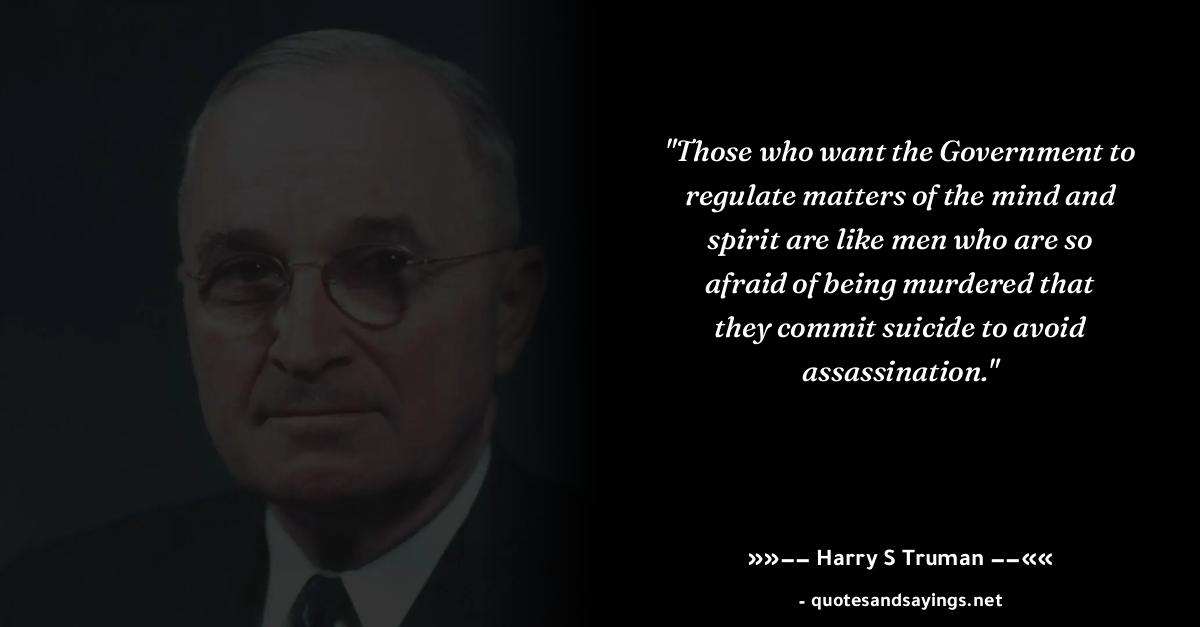 "Those who want the Government to
regulate matters of the mind and
spirit are like men who are so
afraid of being murdered that
they commit suicide to avoid
assassination."
»»−− Harry S Truman −−««
- quotesandsayings.net